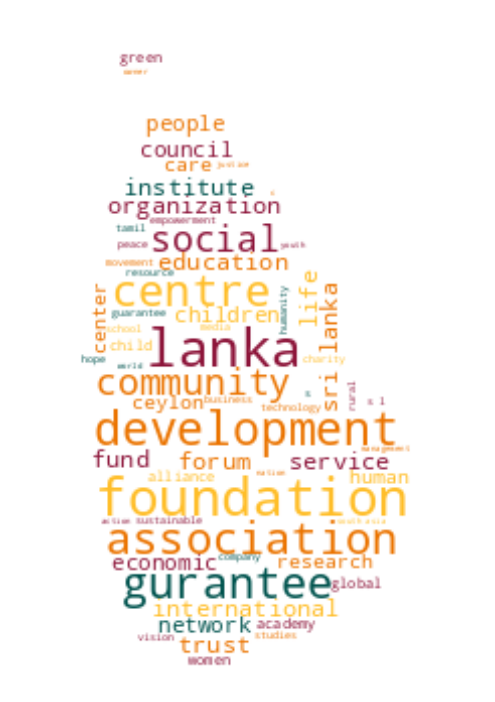 green
owner
people
council
care justice
institute
organization
empowerment
tamil
social
peace youth
movement education
resource
centre
life
humanity
center
guarantee children
school media
sri lanka
child lanka
hope world charity
community
rural
s
ceylon business s l
technology
development
management
fund forum service
nation
alliance human
foundation
action sustainable south asia
association
company
economic research
gurantee global
international
network academy
vision studies
trust
women